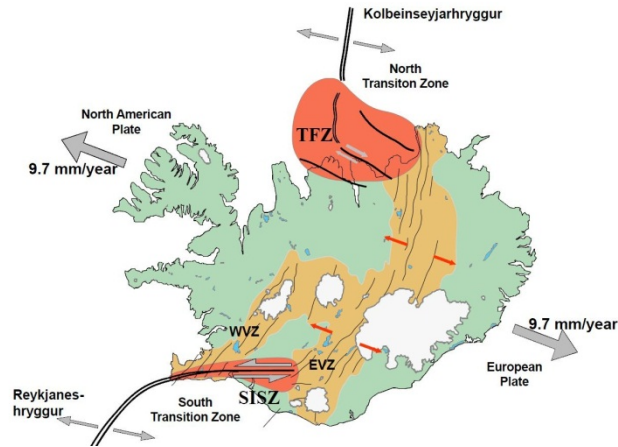 Kolbeinseyjarhryggur
North
Transiton Zone
North American
Plate
9.7 mm/year
TFZ
WVZ
EVZ
SISZ
9.7 mm/year
European
Plate
Reykjanes-
hryggur
South
Transition Zone